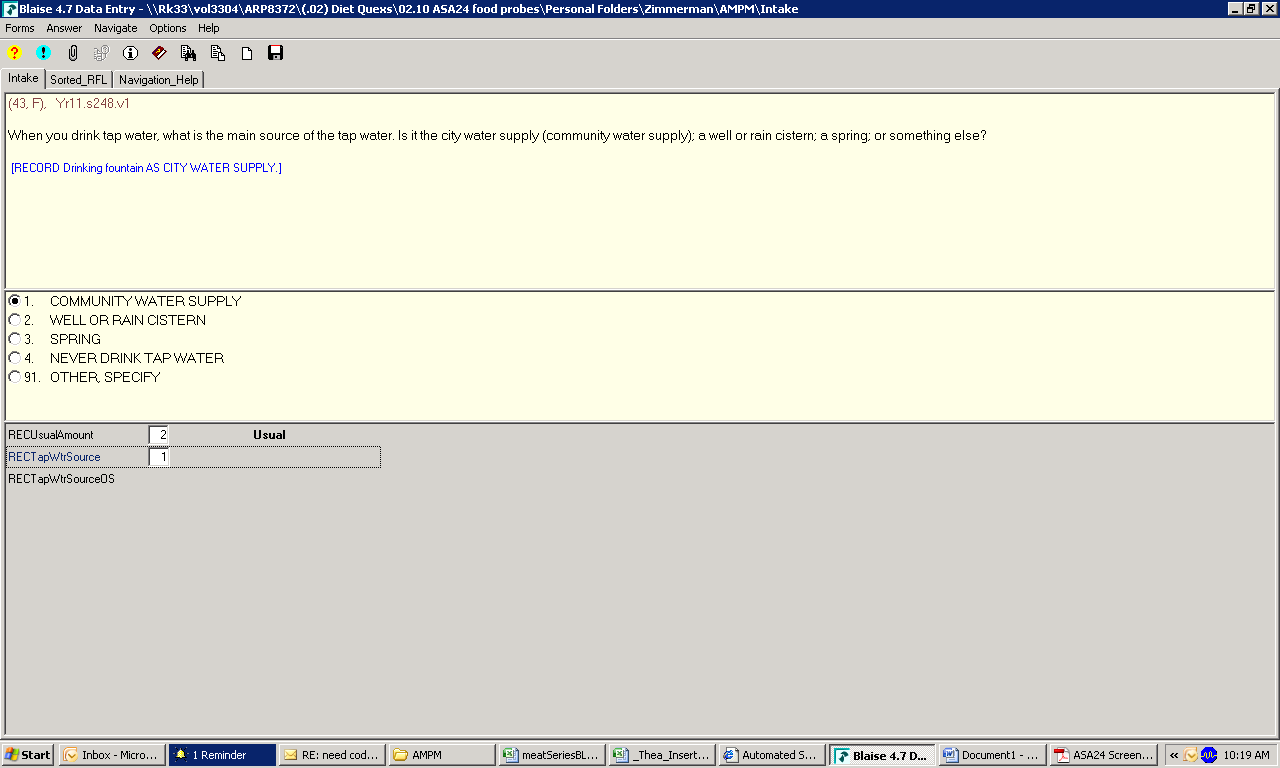 Blaise 4.7 Data Entry - \\Rk33\vol3304\ARP8372\(.02) Diet Quexs\02.10 ASA24 food probes\Personal Folders\Zimmerman\AMPM\Intake
Forms Answer Navigate Options Help
Intake Sorted_RFL Navigation_Help
(43, F), Yr11.s248.v1
When you drink tap water, what is the main source of the tap water. Is it the city water supply (community water supply); a well or rain cistern; a spring; or something else?
[RECORD Drinking fountain AS CITY WATER SUPPLY.]
1. COMMUNITY WATER SUPPLY
2. WELL OR RAIN CISTERN
3. SPRING
4. NEVER DRINK TAP WATER
91. OTHER, SPECIFY
RECUsualAmount 2 Usual
RECTapWtrSource 1
RECTapWtrSourceOS
Start Inbox - Micro... 1 Reminder RE: need cod... AMPM meatSeriesBL... _Thea_Insert... Automated S... Blaise 4.7 D... Document1 - ... ASA24 Screen... « 10:19 AM